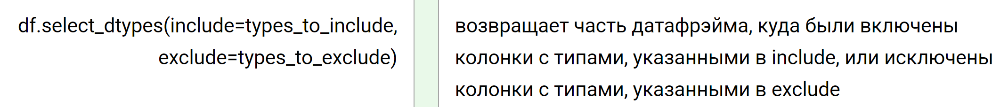 df.select_dtypes(include=types_to_include,
exclude=types_to_exclude)
возвращает часть датафрэйма, куда были включены
колонки с типами, указанными в include, или исключены
колонки с типами, указанными в exclude